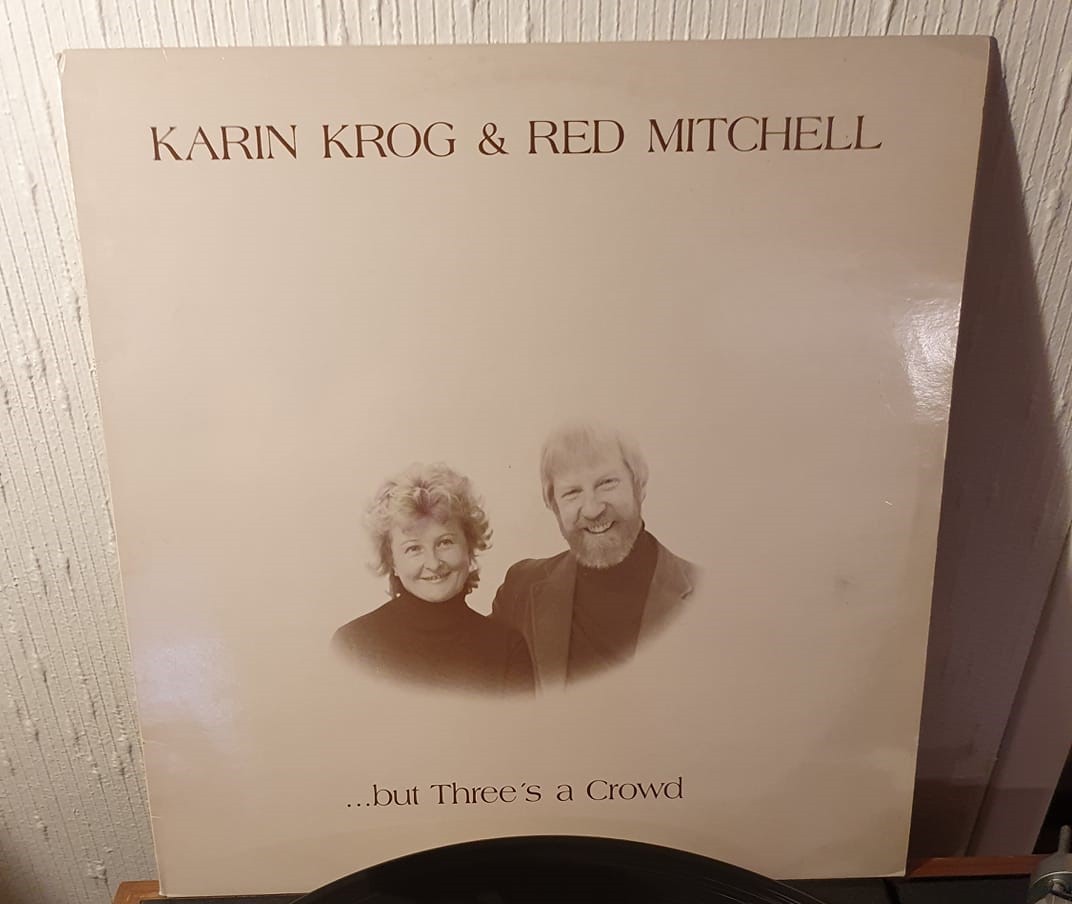 KARIN KROG & RED MITCHELL
...but Three´s a Crowd